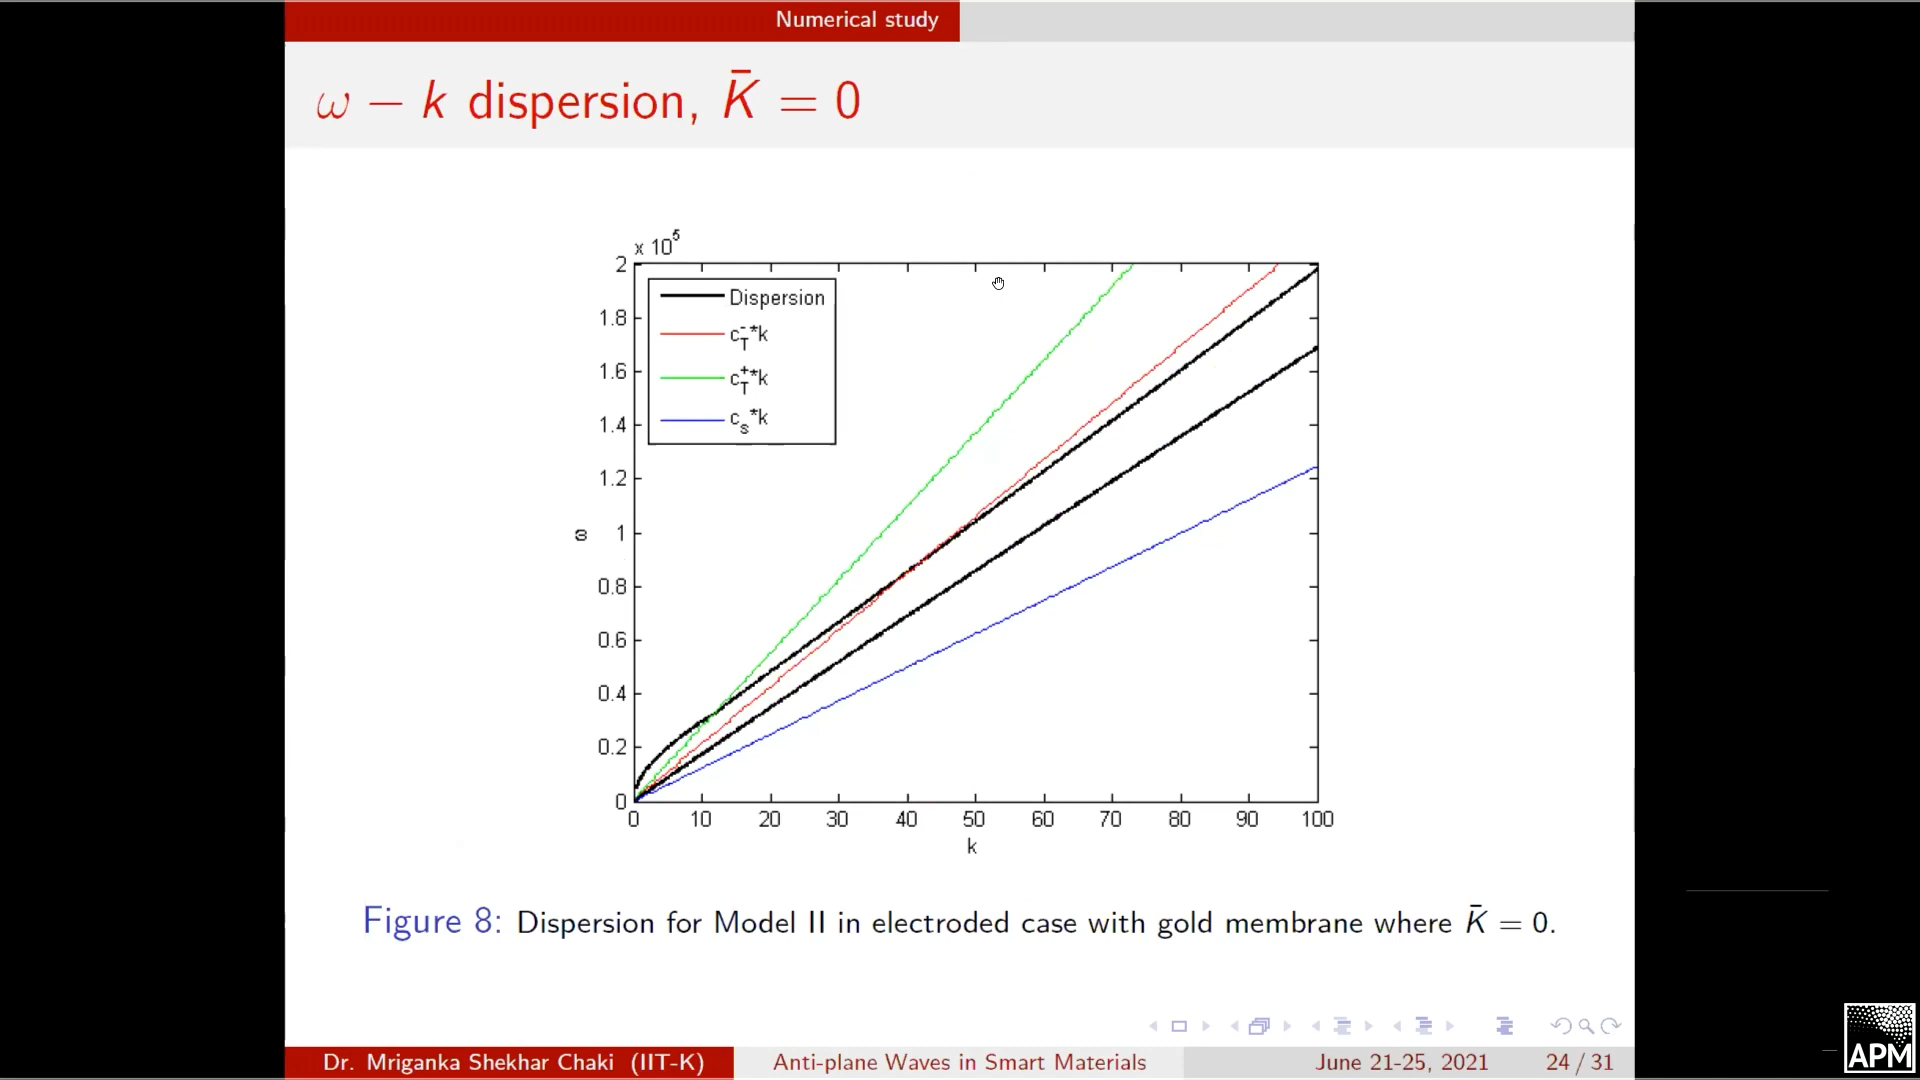 Numerical study
ω − k dispersion, K̄ = 0
x 10⁵
2
1.8
1.6
1.4
1.2
1
0.8
0.6
0.4
0.2
0
Dispersion
c_T^-*k
c_T^+*k
c_s*k
ω
0 10 20 30 40 50 60 70 80 90 100
k
Figure 8: Dispersion for Model II in electroded case with gold membrane where K̄ = 0.
Dr. Mriganka Shekhar Chaki (IIT-K) Anti-plane Waves in Smart Materials June 21-25, 2021 24 / 31
APM